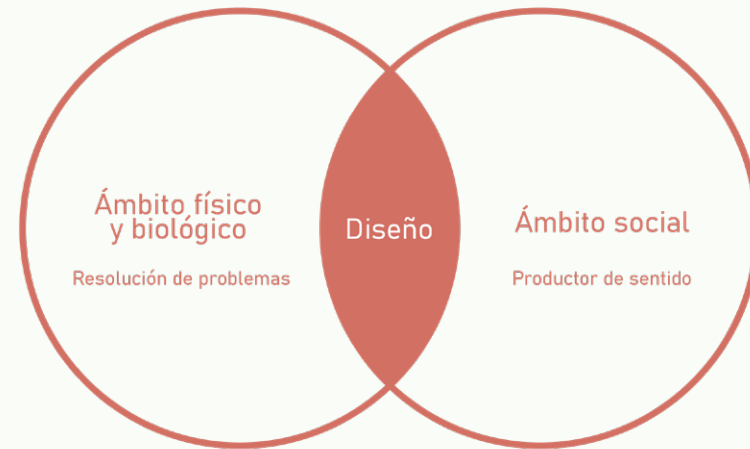 Ámbito físico
y biológico
Resolución de problemas
Diseño
Ámbito social
Productor de sentido